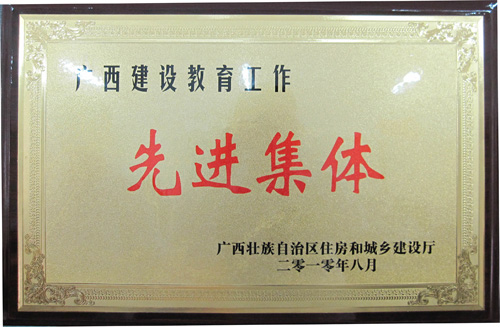 广西建设教育工作
先进集体
广西壮族自治区住房和城乡建设厅
二零一零年八月